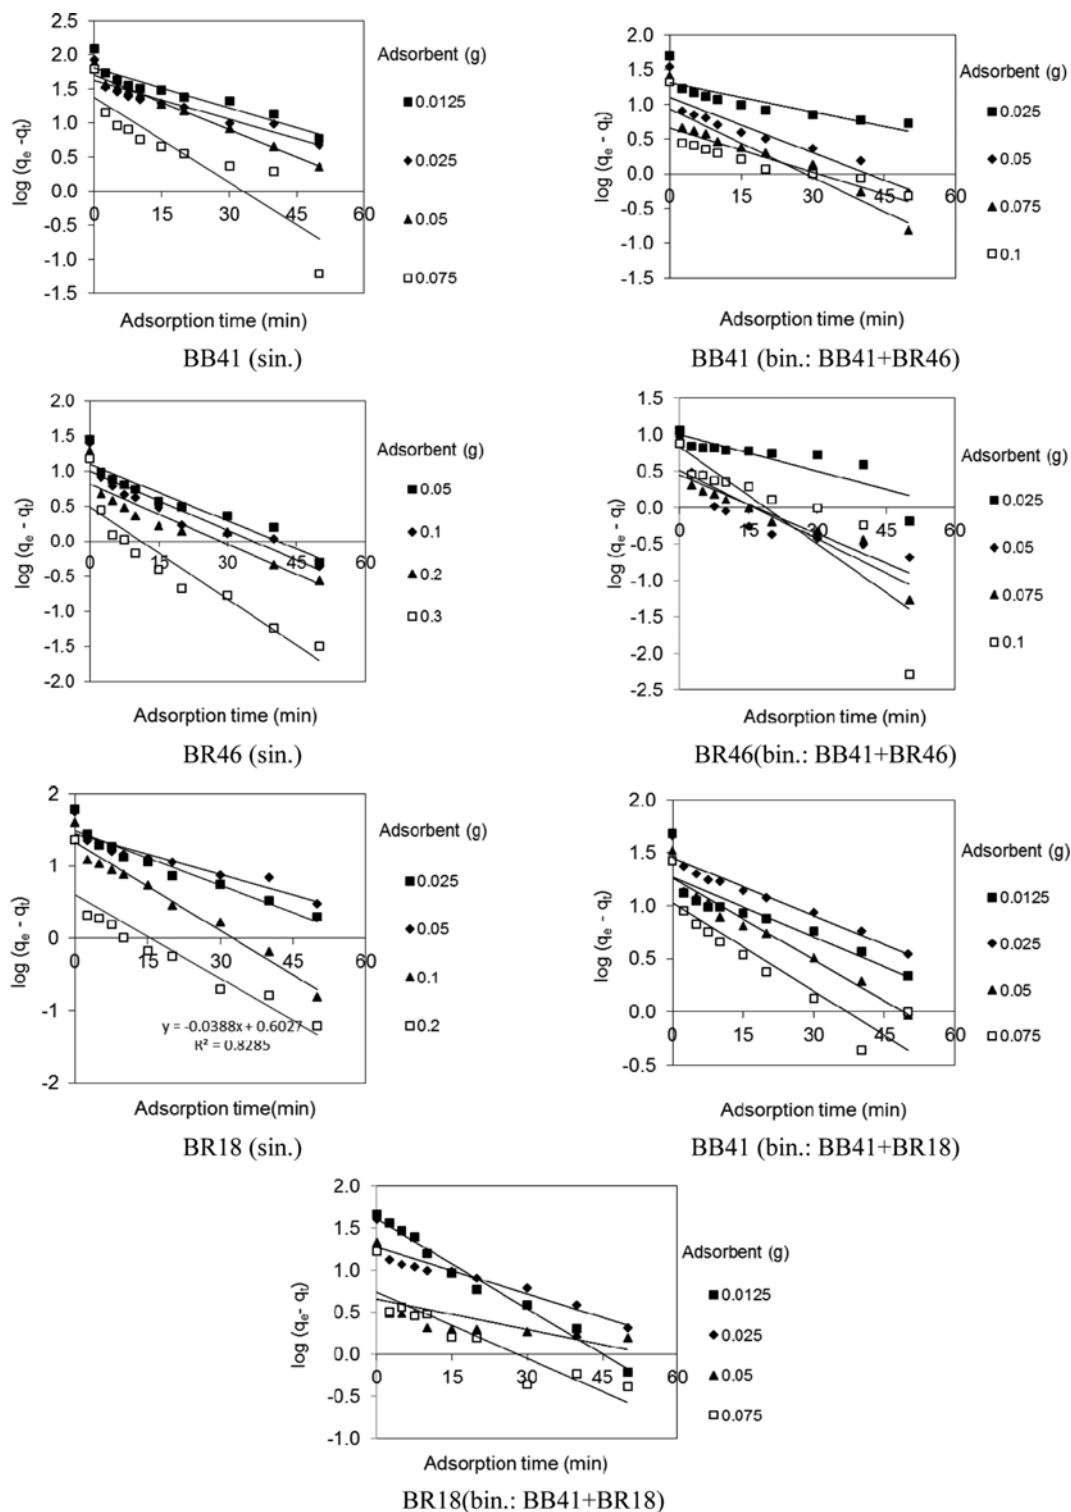 2.5
2.0
1.5
1.0
0.5
0.0
-0.5
-1.0
-1.5
0 15 30 45 60
log (qe -qt)
Adsorption time (min)
Adsorbent (g)
0.0125
0.025
0.05
0.075
BB41 (sin.)
2.0
1.5
1.0
0.5
0.0
-0.5
-1.0
-1.5
0 15 30 45 60
log (qe - qt)
Adsorption time (min)
Adsorbent (g)
0.025
0.05
0.075
0.1
BB41 (bin.: BB41+BR46)
2.0
1.5
1.0
0.5
0.0
-0.5
-1.0
-1.5
-2.0
0 15 30 45 60
log (qe - qt)
Adsorption time (min)
Adsorbent (g)
0.05
0.1
0.2
0.3
BR46 (sin.)
1.5
1.0
0.5
0.0
-0.5
-1.0
-1.5
-2.0
-2.5
0 15 30 45 60
log (qe - qt)
Adsorption time (min)
Adsorbent (g)
0.025
0.05
0.075
0.1
BR46(bin.: BB41+BR46)
2
1
0
-1
-2
0 15 30 45 60
log (qe - qt)
y = -0.0388x + 0.6027
R² = 0.8285
Adsorption time(min)
Adsorbent (g)
0.025
0.05
0.1
0.2
BR18 (sin.)
2.0
1.5
1.0
0.5
0.0
-0.5
0 15 30 45 60
log (qe - qt)
Adsorption time (min)
Adsorbent (g)
0.0125
0.025
0.05
0.075
BB41 (bin.: BB41+BR18)
2.0
1.5
1.0
0.5
0.0
-0.5
-1.0
0 15 30 45 60
log (qe- qt)
Adsorption time (min)
Adsorbent (g)
0.0125
0.025
0.05
0.075
BR18(bin.: BB41+BR18)